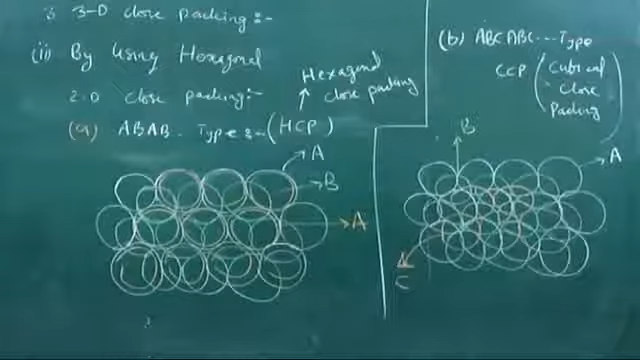 3-D close packing :-
(ii) By Using Hexagonal
2-D close packing:-
(a) ABAB.. Type :- (HCP)
Hexagonal
close packing
A
B
A
(b) ABCABC... Type
CCP (Cubical
Close
Packing)
B
A
C